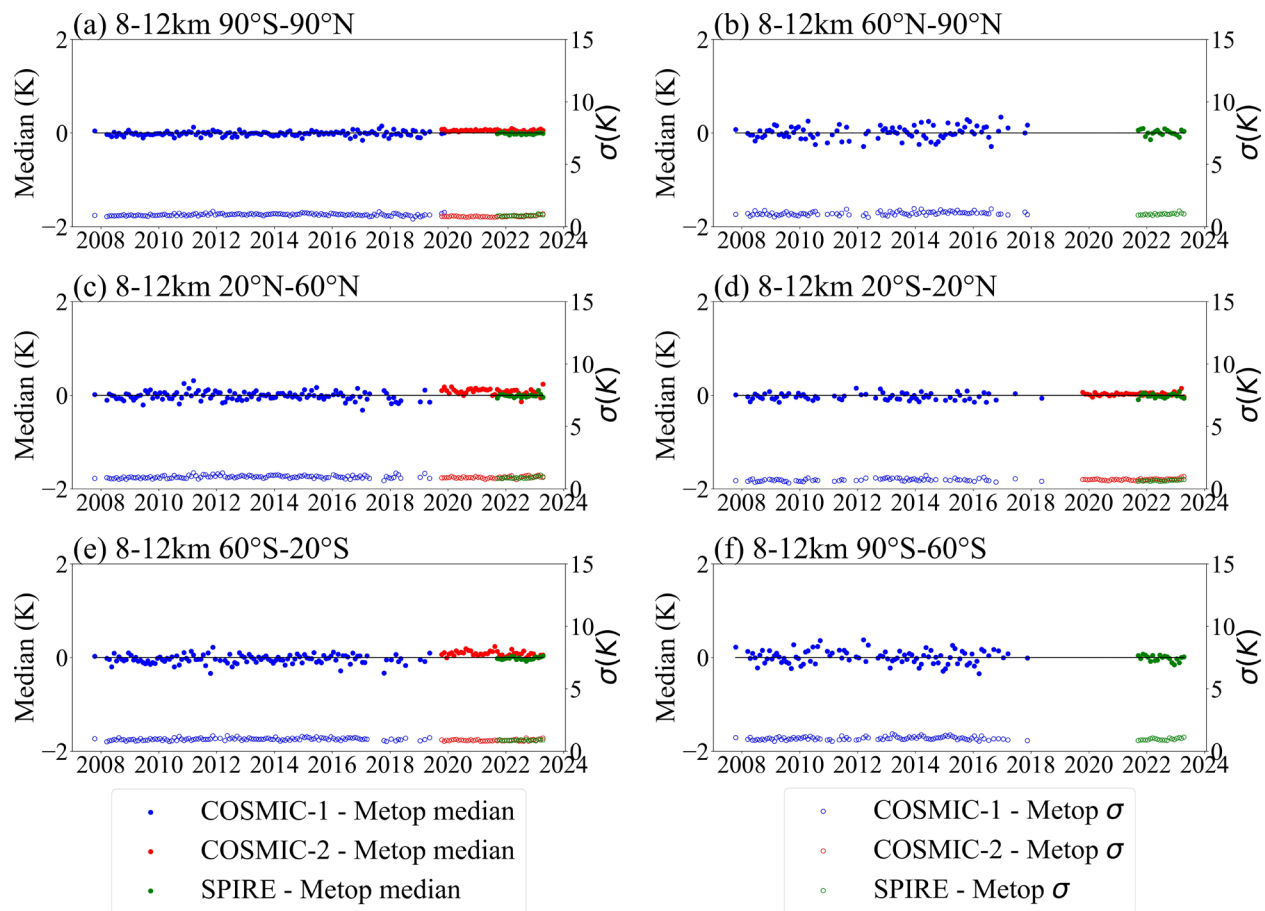 (a) 8-12km 90°S-90°N
(b) 8-12km 60°N-90°N
2 15
2 15
10
10
Median (K) 0 σ(K)
Median (K) 0 σ(K)
5
5
−2 0
−2 0
2008 2010 2012 2014 2016 2018 2020 2022 2024
2008 2010 2012 2014 2016 2018 2020 2022 2024
(c) 8-12km 20°N-60°N
(d) 8-12km 20°S-20°N
2 15
2 15
10
10
Median (K) 0 σ(K)
Median (K) 0 σ(K)
5
5
−2 0
−2 0
2008 2010 2012 2014 2016 2018 2020 2022 2024
2008 2010 2012 2014 2016 2018 2020 2022 2024
(e) 8-12km 60°S-20°S
(f) 8-12km 90°S-60°S
2 15
2 15
10
10
Median (K) 0 σ(K)
Median (K) 0 σ(K)
5
5
−2 0
−2 0
2008 2010 2012 2014 2016 2018 2020 2022 2024
2008 2010 2012 2014 2016 2018 2020 2022 2024
COSMIC-1 - Metop median
COSMIC-2 - Metop median
SPIRE - Metop median
COSMIC-1 - Metop σ
COSMIC-2 - Metop σ
SPIRE - Metop σ